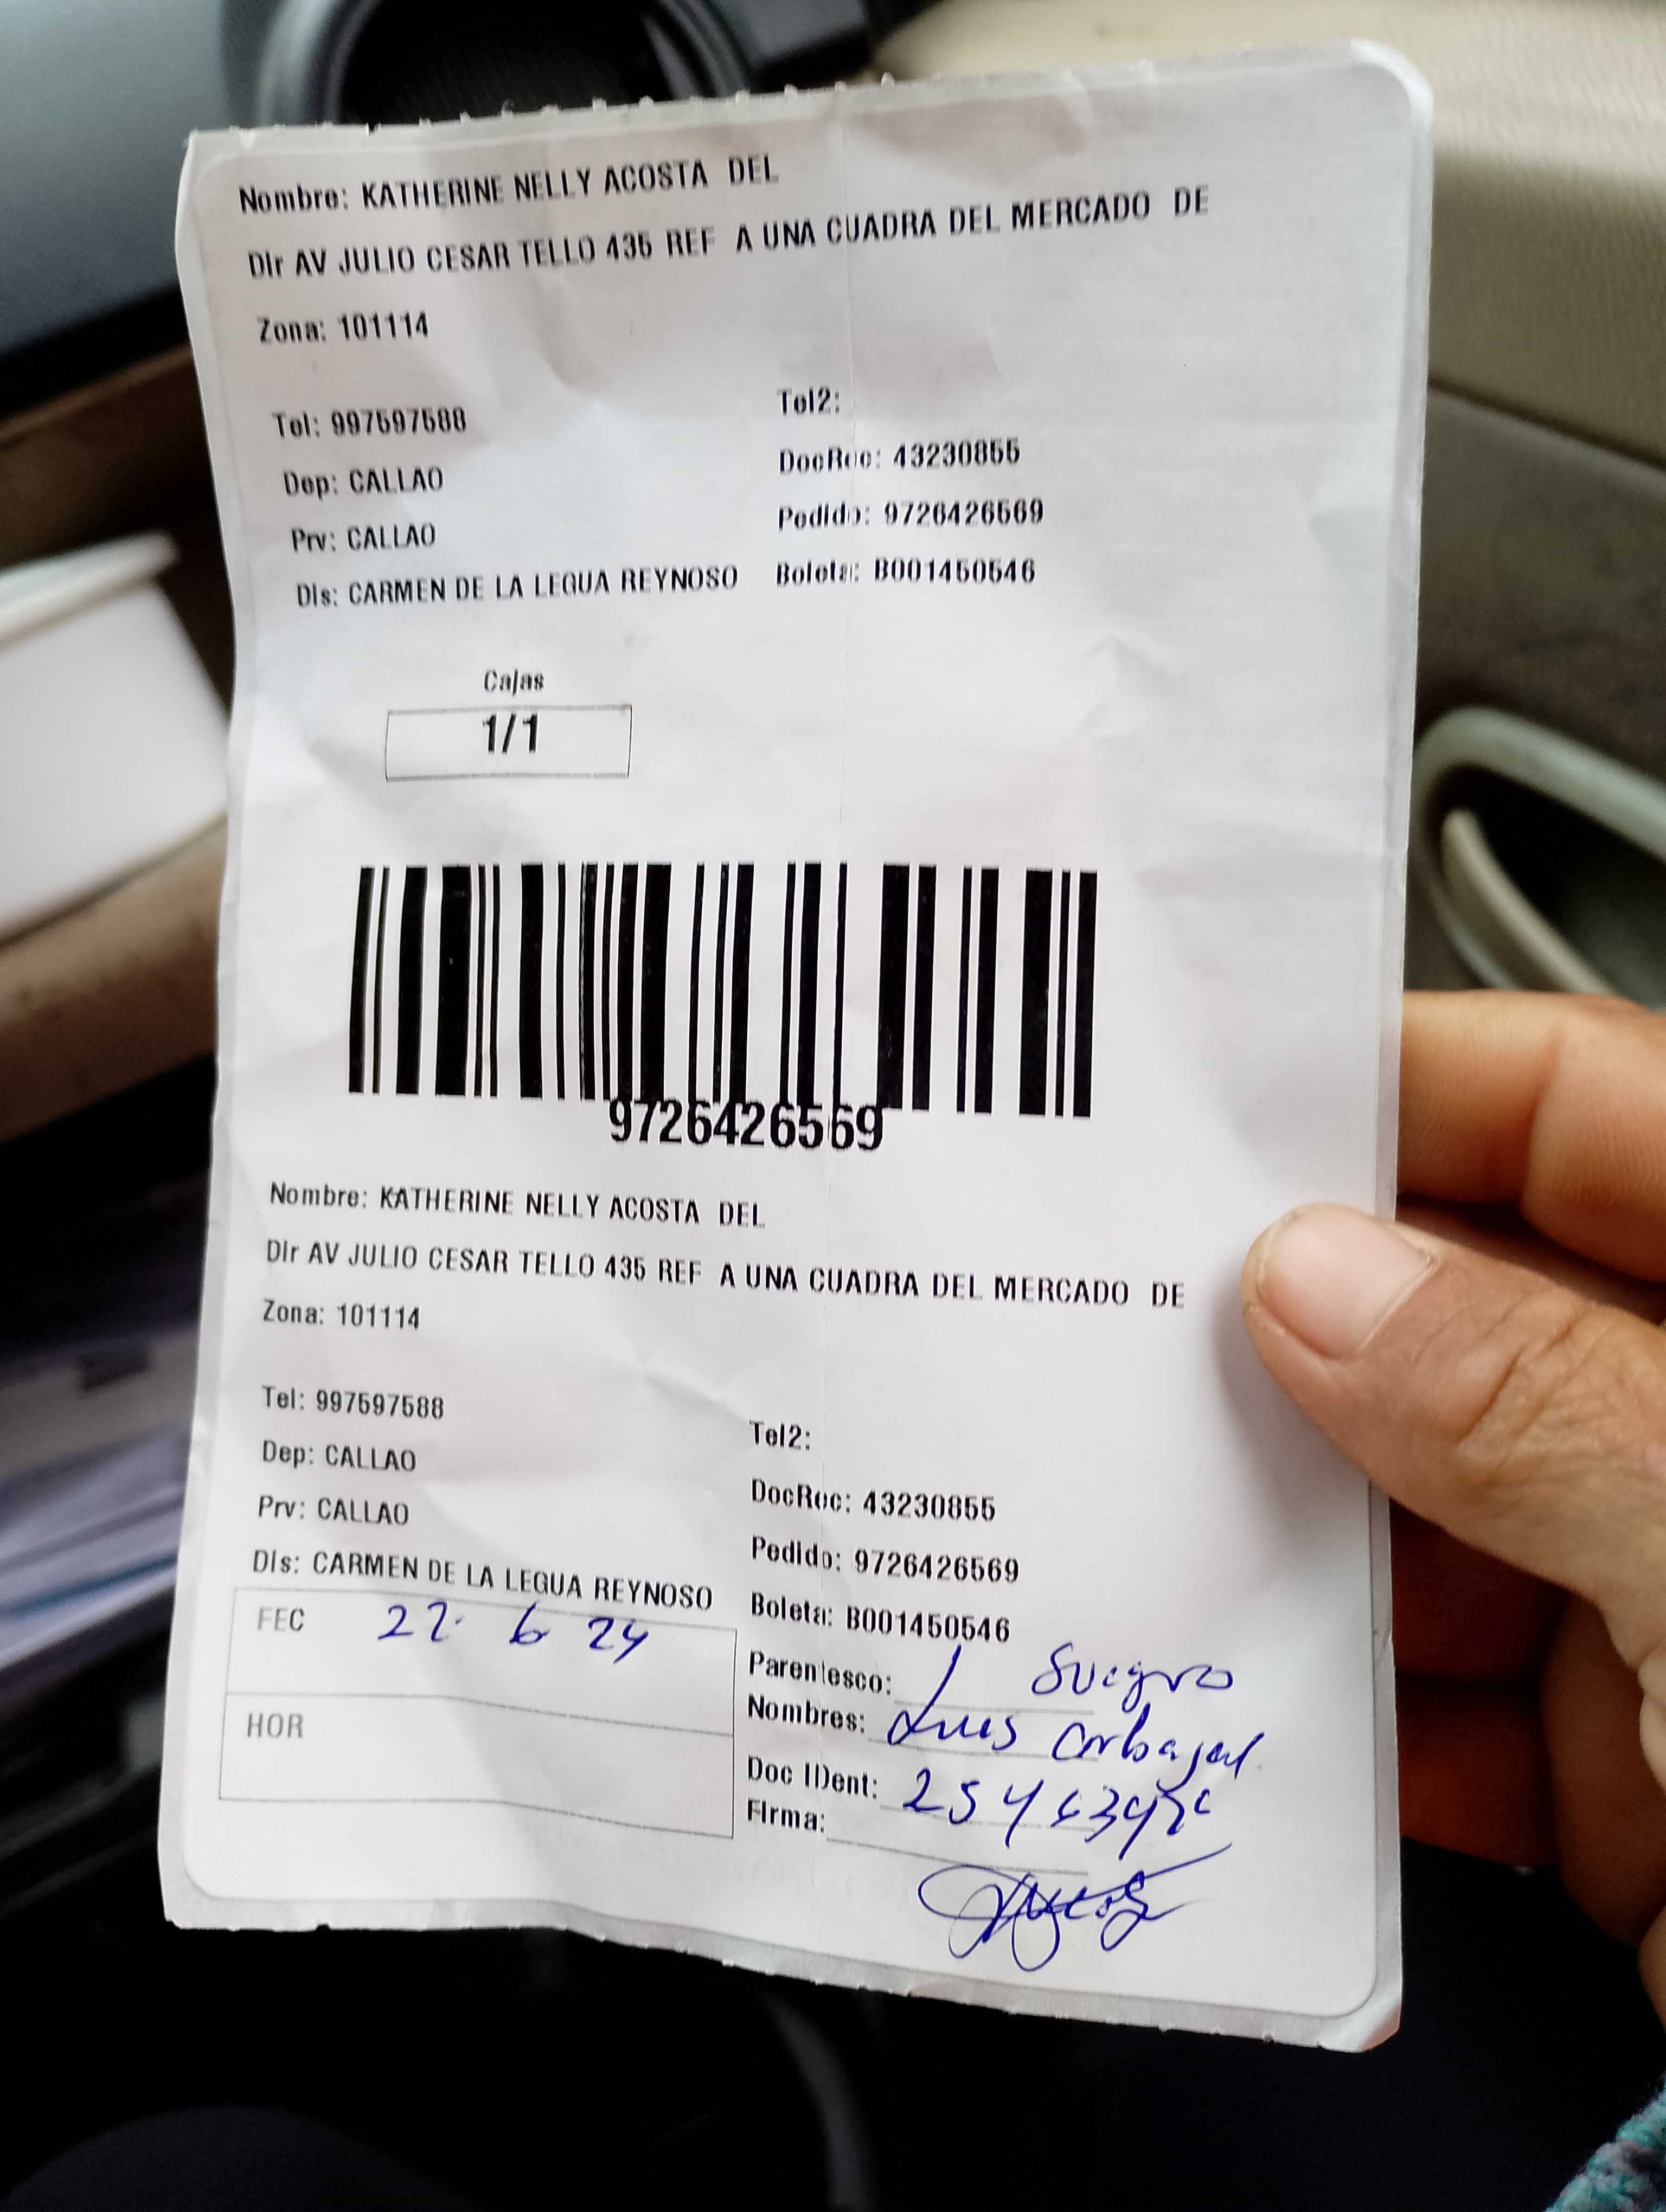 Nombre: KATHERINE NELLY ACOSTA DEL
Dir AV JULIO CESAR TELLO 435 REF A UNA CUADRA DEL MERCADO DE
Zona: 101114
Tel: 997597588 Tel2:
Dep: CALLAO DocRec: 43230855
Prv: CALLAO Pedido: 9726426569
Dis: CARMEN DE LA LEGUA REYNOSO Boleta: B001450546
Cajas
1/1
9726426569
Nombre: KATHERINE NELLY ACOSTA DEL
Dir AV JULIO CESAR TELLO 435 REF A UNA CUADRA DEL MERCADO DE
Zona: 101114
Tel: 997597588 Tel2:
Dep: CALLAO DocRec: 43230855
Prv: CALLAO Pedido: 9726426569
Dis: CARMEN DE LA LEGUA REYNOSO Boleta: B001450546
FEC 22. 6 24 Parentesco: Suegro
HOR Nombres: Luis Carbajal
Doc IDent:
Firma: